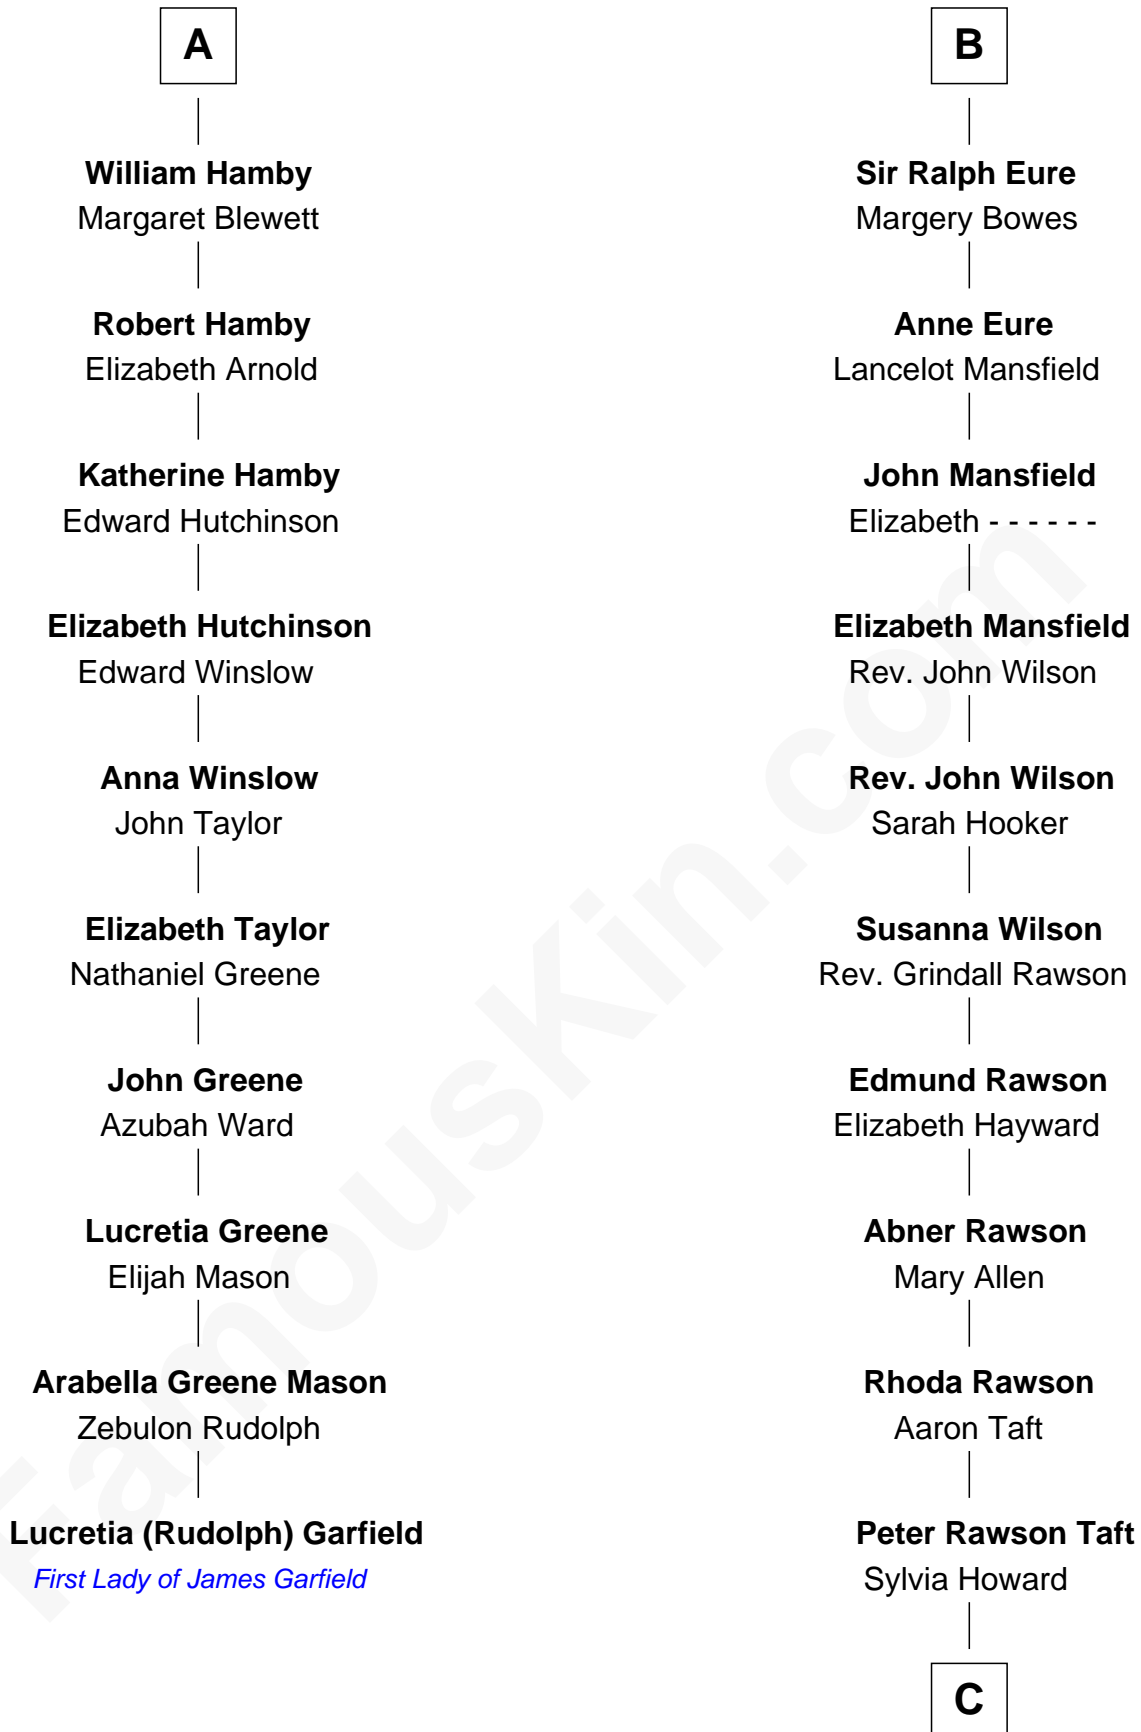 A
William Hamby
Margaret Blewett
Robert Hamby
Elizabeth Arnold
Katherine Hamby
Edward Hutchinson
Elizabeth Hutchinson
Edward Winslow
Anna Winslow
John Taylor
Elizabeth Taylor
Nathaniel Greene
John Greene
Azubah Ward
Lucretia Greene
Elijah Mason
Arabella Greene Mason
Zebulon Rudolph
Lucretia (Rudolph) Garfield
First Lady of James Garfield
B
Sir Ralph Eure
Margery Bowes
Anne Eure
Lancelot Mansfield
John Mansfield
Elizabeth - - - - - -
Elizabeth Mansfield
Rev. John Wilson
Rev. John Wilson
Sarah Hooker
Susanna Wilson
Rev. Grindall Rawson
Edmund Rawson
Elizabeth Hayward
Abner Rawson
Mary Allen
Rhoda Rawson
Aaron Taft
Peter Rawson Taft
Sylvia Howard
C
FamousKin.com